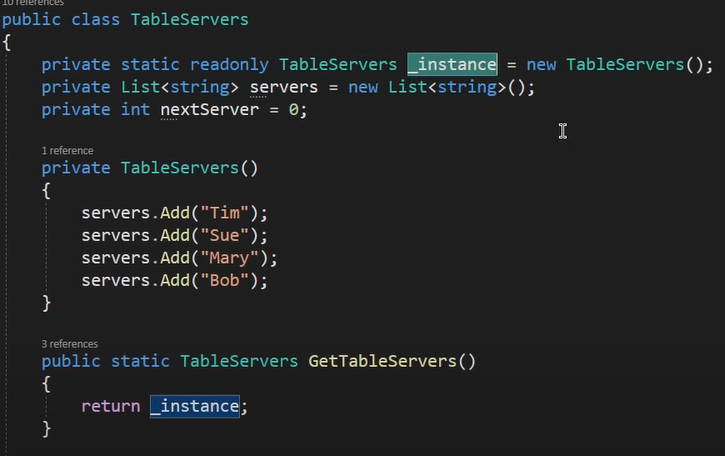 10 references
public class TableServers
{
private static readonly TableServers _instance = new TableServers();
private List<string> servers = new List<string>();
private int nextServer = 0;
1 reference
private TableServers()
{
servers.Add("Tim");
servers.Add("Sue");
servers.Add("Mary");
servers.Add("Bob");
}
3 references
public static TableServers GetTableServers()
{
return _instance;
}